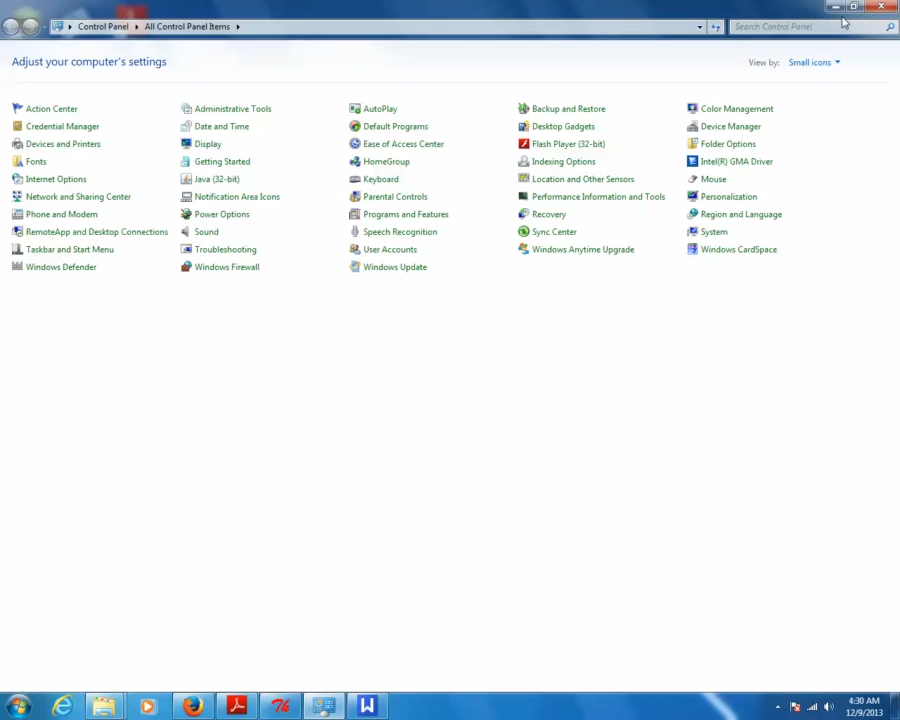 Control Panel All Control Panel Items Search Control Panel
Adjust your computer's settings View by: Small icons
Action Center Administrative Tools AutoPlay Backup and Restore Color Management
Credential Manager Date and Time Default Programs Desktop Gadgets Device Manager
Devices and Printers Display Ease of Access Center Flash Player (32-bit) Folder Options
Fonts Getting Started HomeGroup Indexing Options Intel(R) GMA Driver
Internet Options Java (32-bit) Keyboard Location and Other Sensors Mouse
Network and Sharing Center Notification Area Icons Parental Controls Performance Information and Tools Personalization
Phone and Modem Power Options Programs and Features Recovery Region and Language
RemoteApp and Desktop Connections Sound Speech Recognition Sync Center System
Taskbar and Start Menu Troubleshooting User Accounts Windows Anytime Upgrade Windows CardSpace
Windows Defender Windows Firewall Windows Update
4:30 AM
12/9/2013